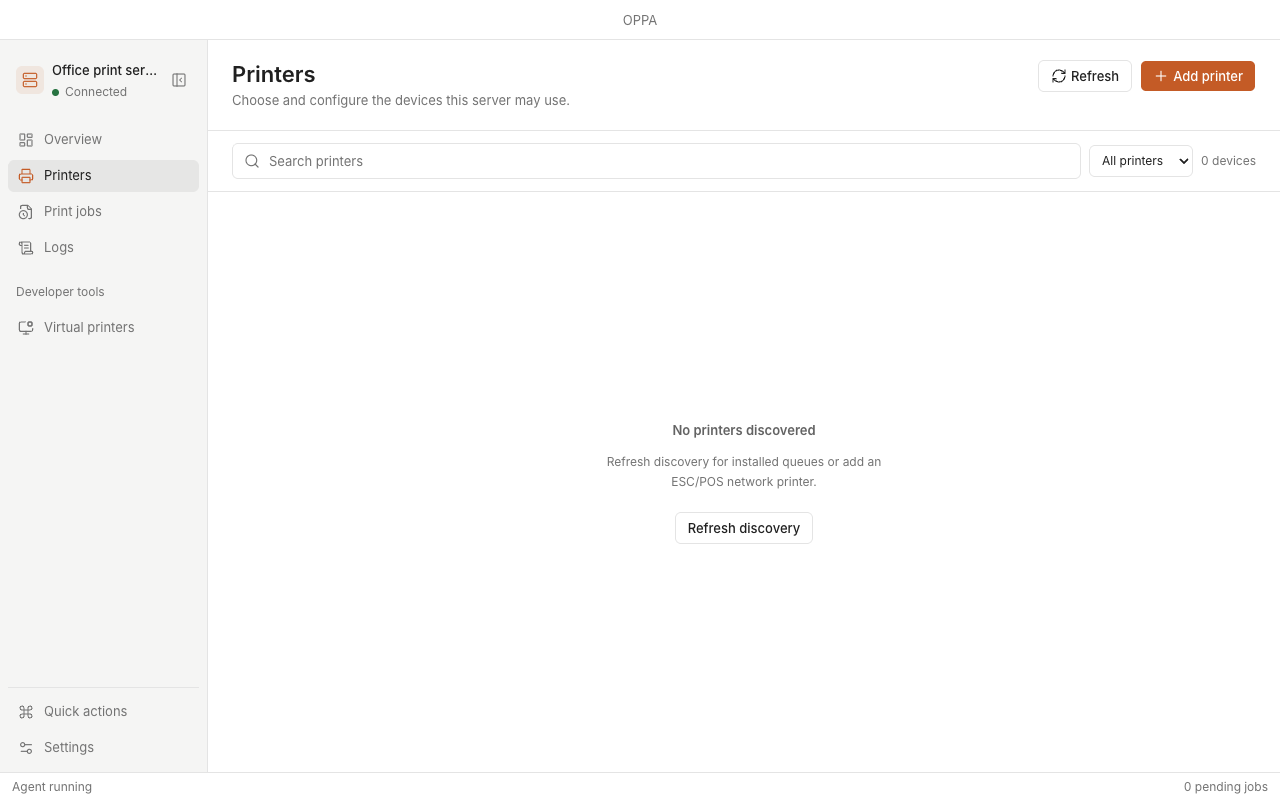 OPPA
Office print ser...
Connected
Overview
Printers
Print jobs
Logs
Developer tools
Virtual printers
Quick actions
Settings
Printers
Choose and configure the devices this server may use.
Refresh
Add printer
Search printers
All printers
0 devices
No printers discovered
Refresh discovery for installed queues or add an
ESC/POS network printer.
Refresh discovery
Agent running
0 pending jobs